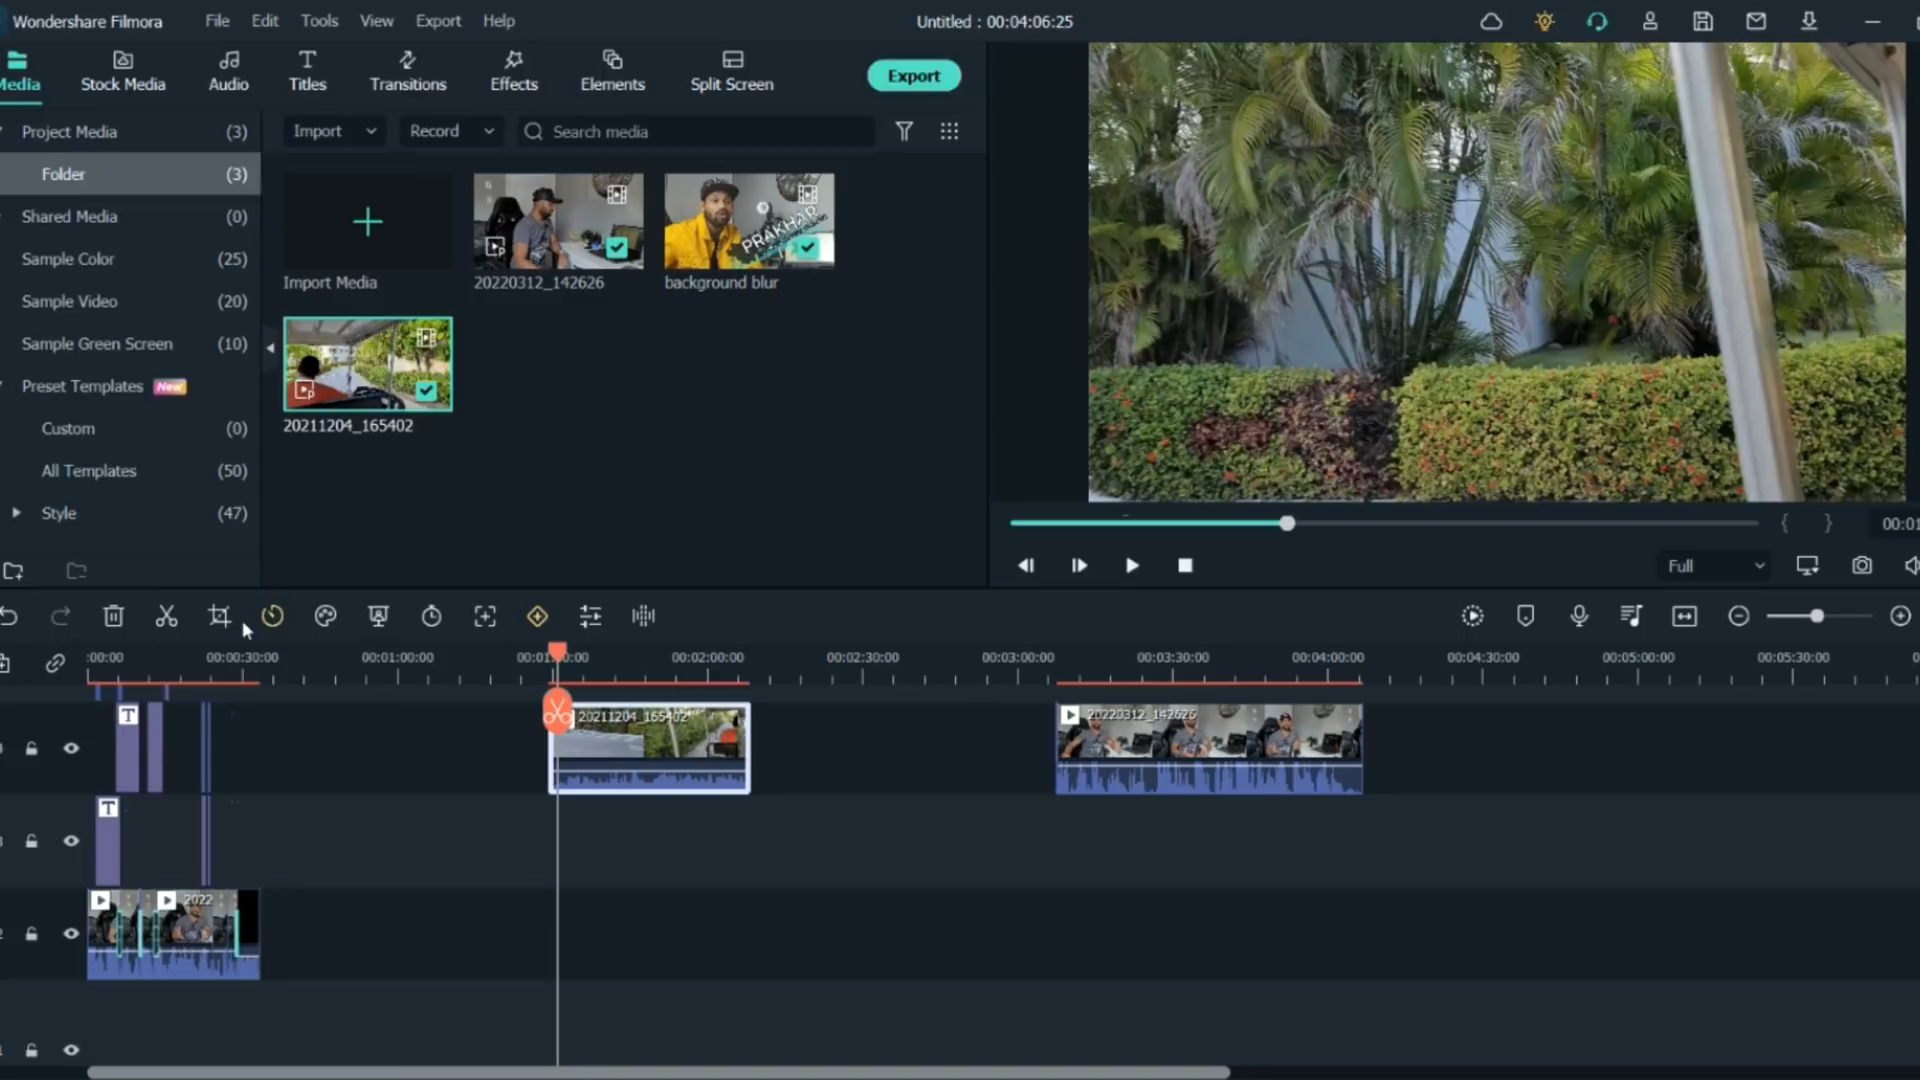 Wondershare Filmora File Edit Tools View Export Help Untitled : 00:04:06:25
Media Stock Media Audio Titles Transitions Effects Elements Split Screen Export
Project Media (3)
Import Record Search media
Folder (3)
Shared Media (0)
Sample Color (25)
Sample Video (20)
Sample Green Screen (10)
Preset Templates New
Custom (0)
All Templates (50)
Style (47)
PRAKHAR
Import Media 20220312_142626 background blur
20211204_165402
00:01
Full
:00:00 00:00:30:00 00:01:00:00 00:02:00:00 00:02:30:00 00:03:00:00 00:03:30:00 00:04:00:00 00:04:30:00 00:05:00:00 00:05:30:00
T 20211204_165402 20220312_142626
T
2022